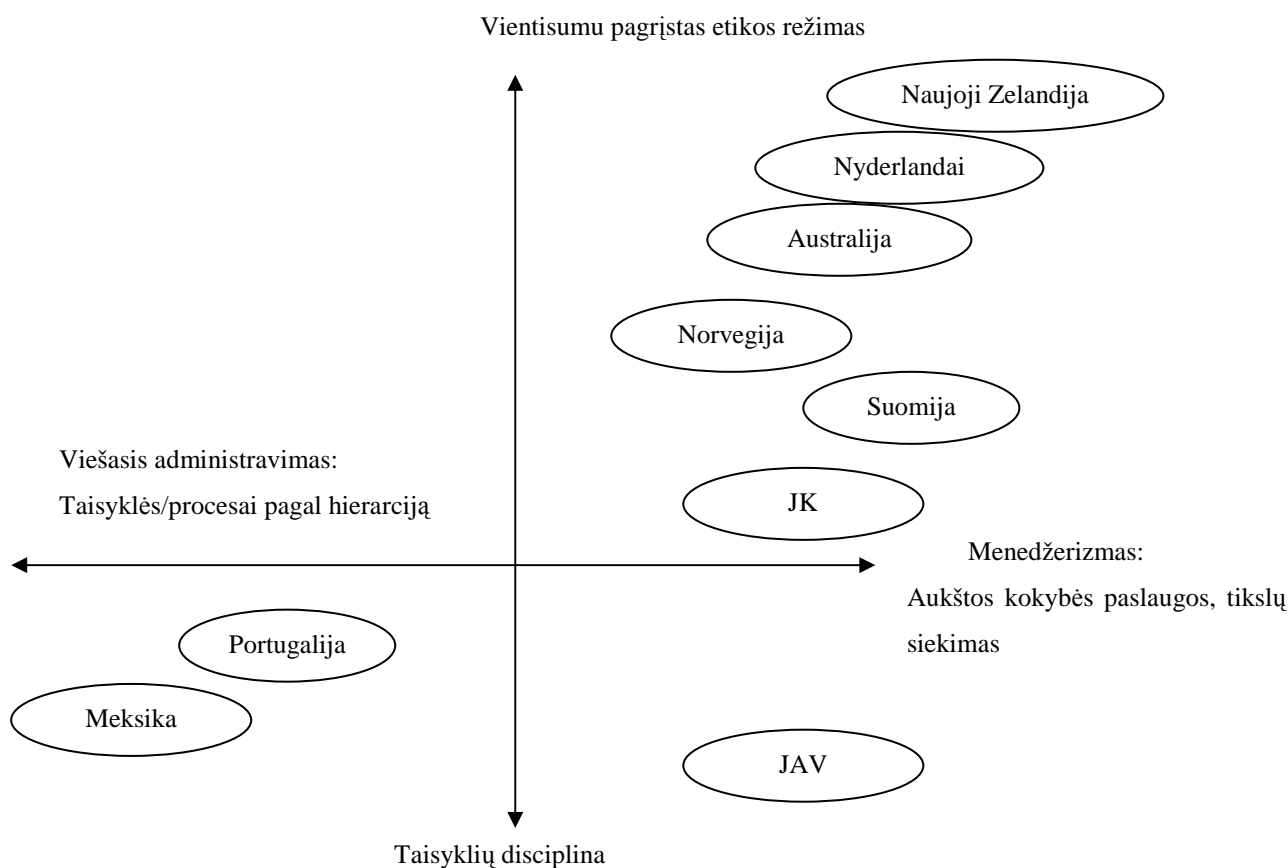 Vientisumu pagrįstas etikos režimas
Naujoji Zelandija
Nyderlandai
Australija
Norvegija
Suomija
Viešasis administravimas:
Taisyklės/procesai pagal hierarciją
JK
Menedžerizmas:
Aukštos kokybės paslaugos, tikslų
siekimas
Portugalija
Meksika
JAV
Taisyklių disciplina